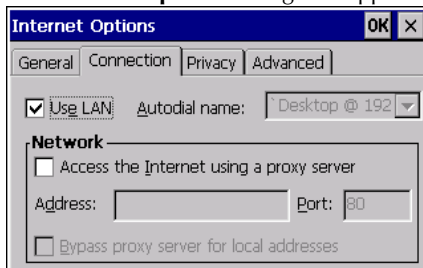 Internet Options OK ×
General Connection Privacy Advanced
Use LAN Autodial name: `Desktop @ 192
Network
Access the Internet using a proxy server
Address: Port: 80
Bypass proxy server for local addresses